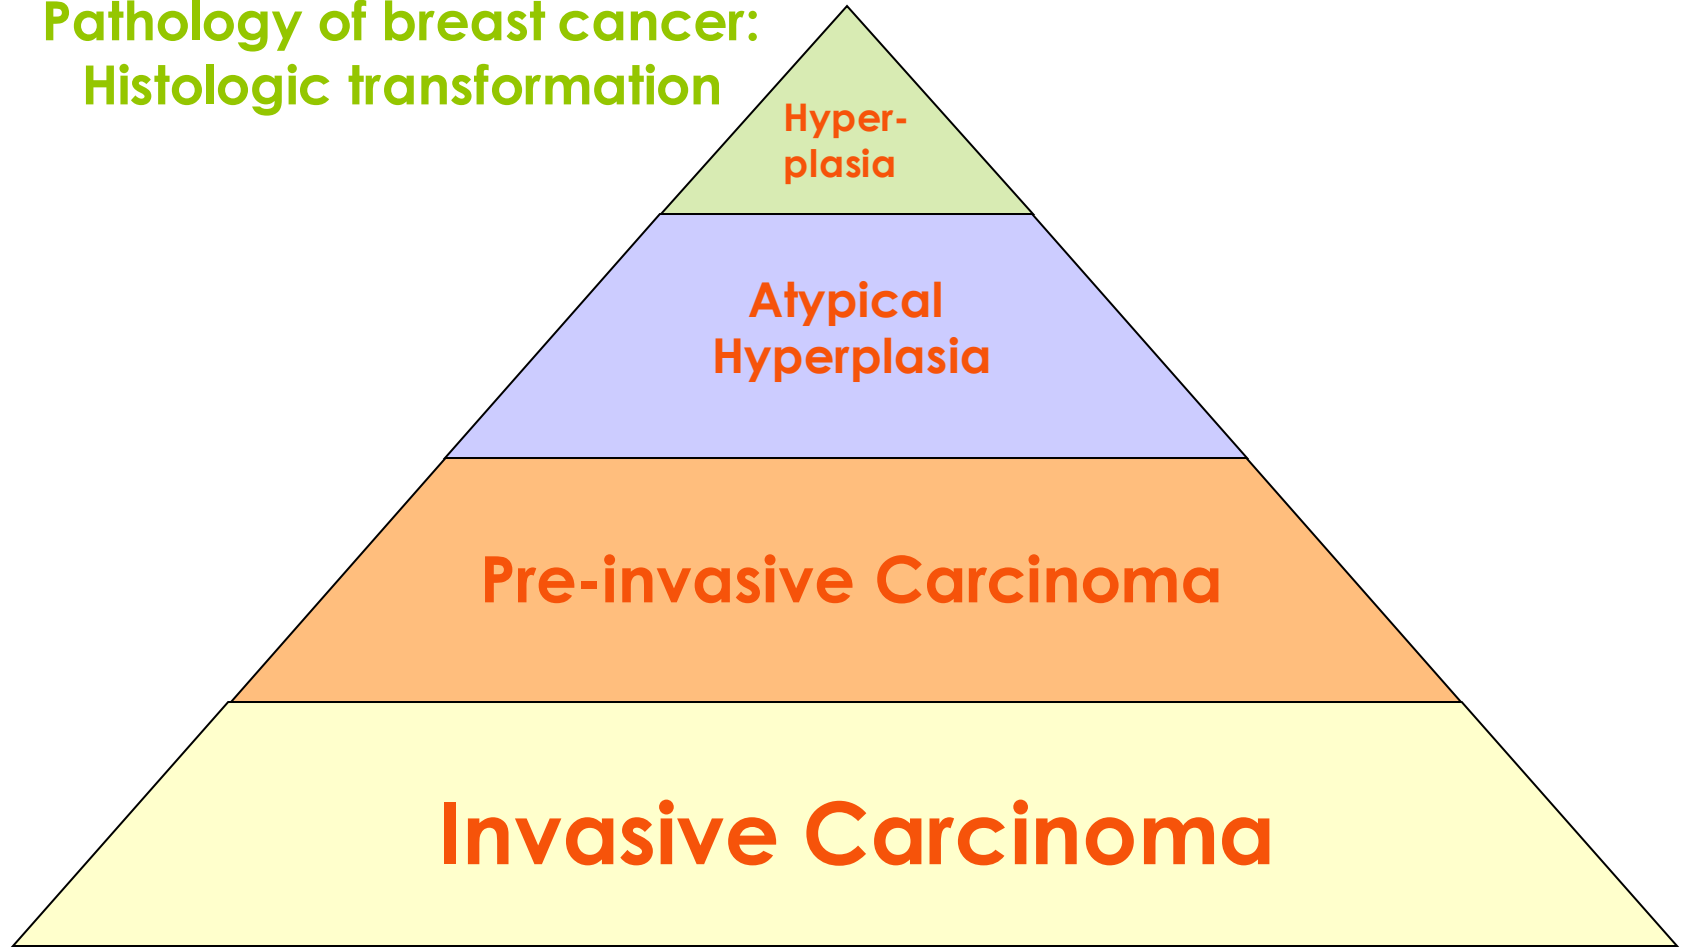 Pathology of breast cancer:
Histologic transformation
Hyper-
plasia
Atypical
Hyperplasia
Pre-invasive Carcinoma
Invasive Carcinoma